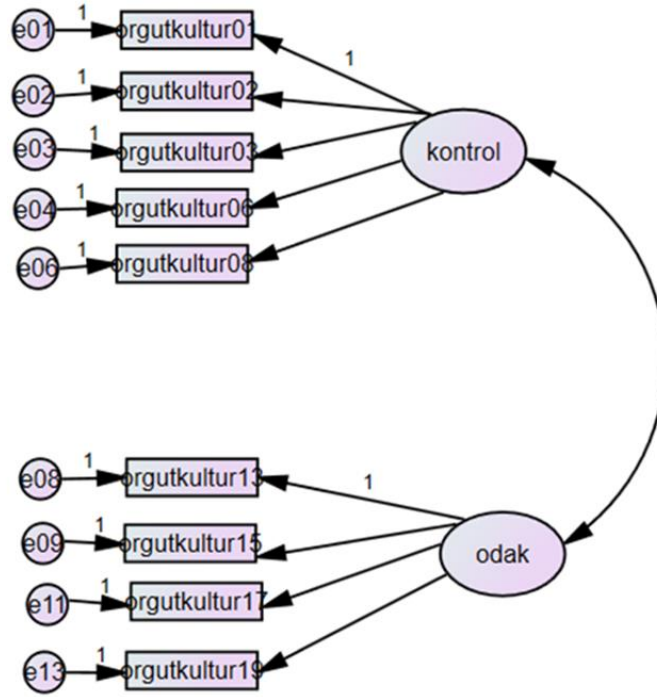 e01 1 orgutkultur01
1
e02 1 orgutkultur02
e03 1 orgutkultur03
kontrol
e04 1 orgutkultur06
e06 1 orgutkultur08
e08 1 orgutkultur13
1
e09 1 orgutkultur15
odak
e11 1 orgutkultur17
e13 1 orgutkultur19